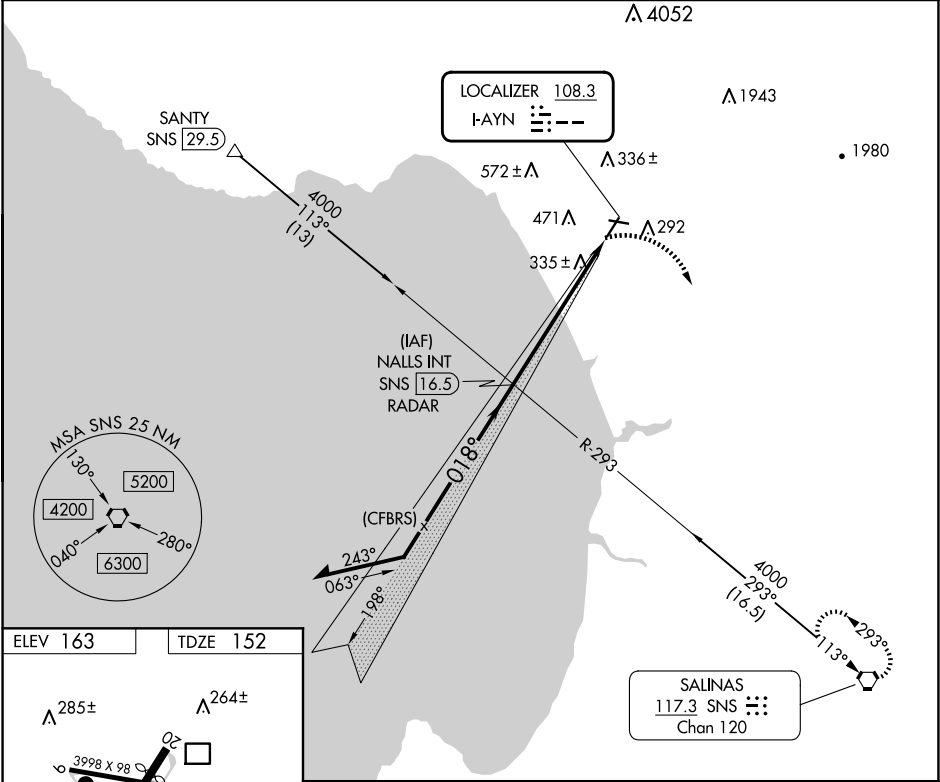 4052
LOCALIZER 108.3
I-AYN
1943
SANTY
SNS 29.5
572±
336±
1980
4000
113°
(13)
471
292
335±
(IAF)
NALLS INT
SNS 16.5
RADAR
018°
R-293
MSA SNS 25 NM
130°
5200
4200
040°
280°
6300
(CFBRS)
243°
063°
198°
4000
293°
(16.5)
293°
113°
SALINAS
117.3 SNS
Chan 120
ELEV 163
TDZE 152
285±
264±
20
9
3998 X 98